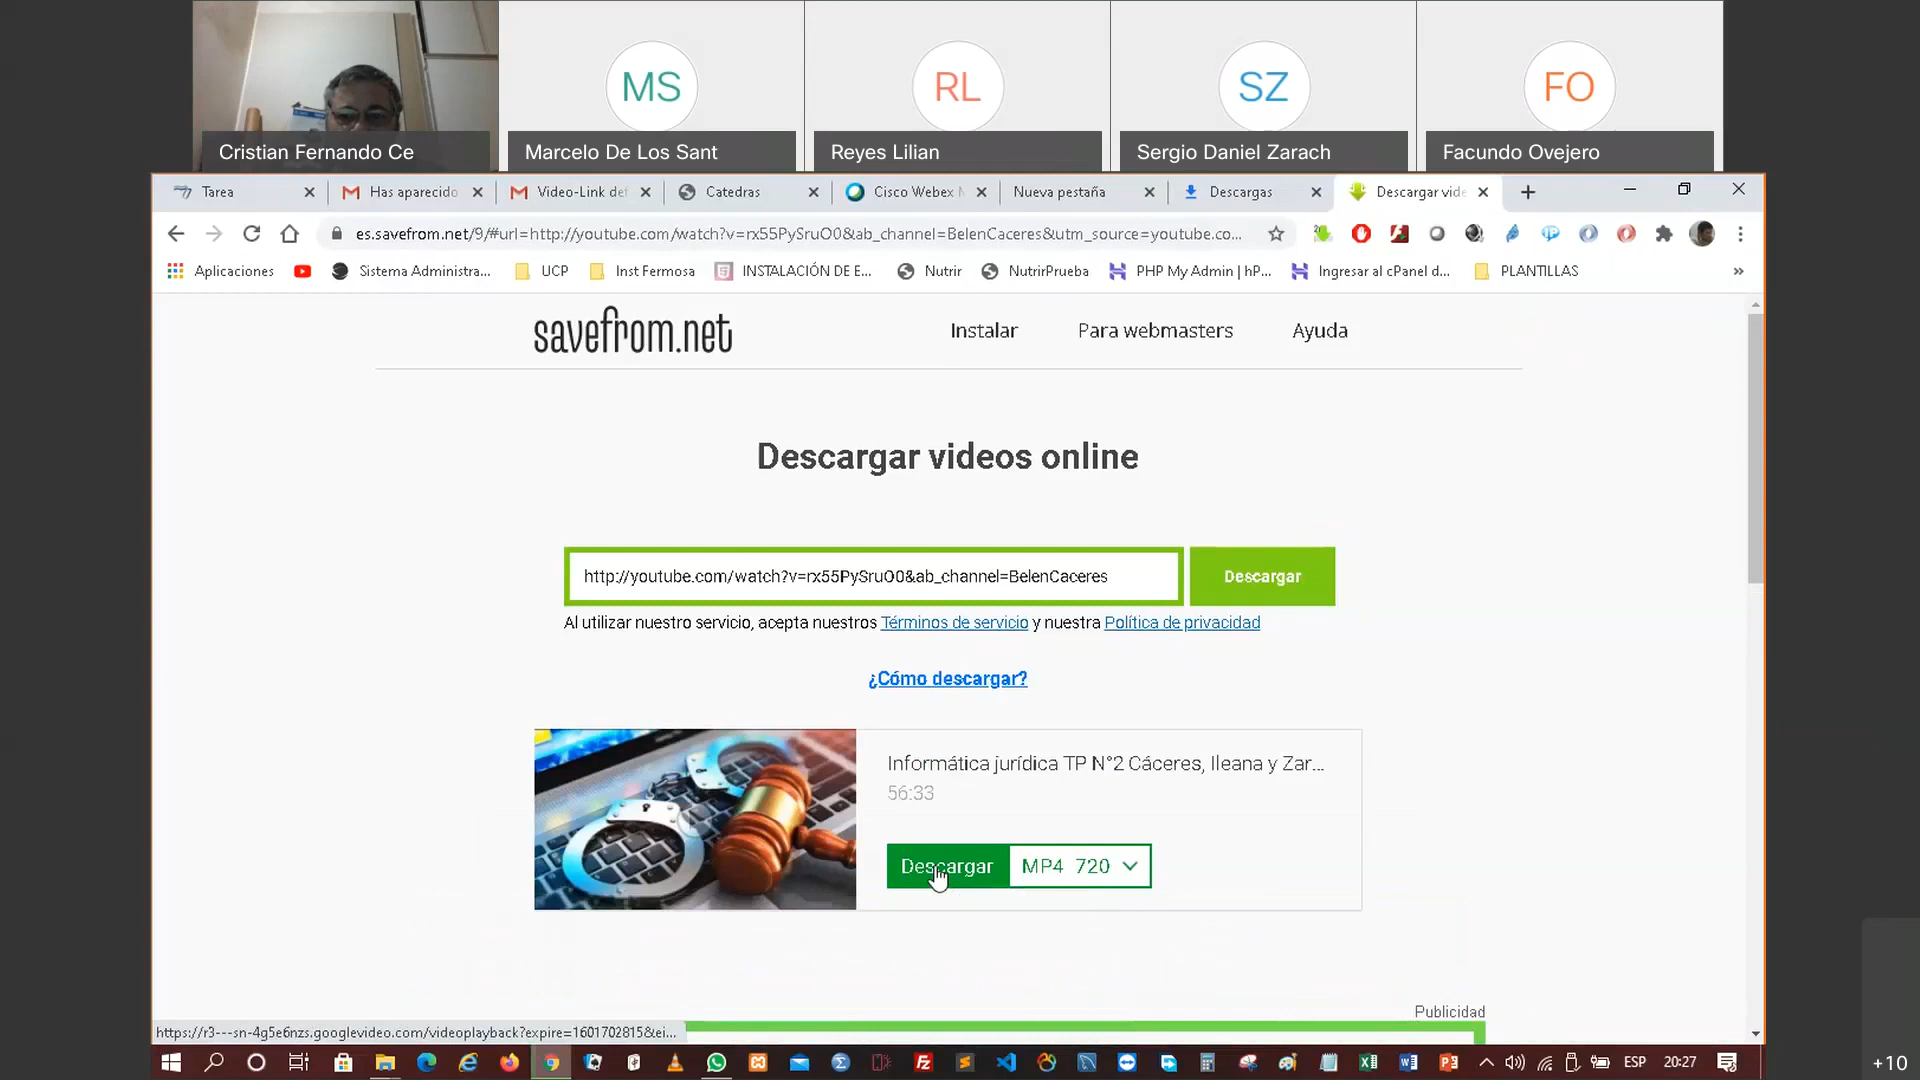 MS
RL
SZ
FO
Cristian Fernando Ce
Marcelo De Los Sant
Reyes Lilian
Sergio Daniel Zarach
Facundo Ovejero
Tarea
Has aparecido
Video-Link de
Catedras
Cisco Webex M
Nueva pestaña
Descargas
Descargar vide
es.savefrom.net/9/#url=http://youtube.com/watch?v=rx55PySruO0&ab_channel=BelenCaceres&utm_source=youtube.co...
Aplicaciones
Sistema Administra...
UCP
Inst Fermosa
INSTALACIÓN DE E...
Nutrir
NutrirPrueba
PHP My Admin | hP...
Ingresar al cPanel d...
PLANTILLAS
»
savefrom.net
Instalar
Para webmasters
Ayuda
Descargar videos online
http://youtube.com/watch?v=rx55PySruO0&ab_channel=BelenCaceres
Descargar
Al utilizar nuestro servicio, acepta nuestros Términos de servicio y nuestra Política de privacidad
¿Cómo descargar?
Informática jurídica TP N°2 Cáceres, Ileana y Zar...
56:33
Descargar
MP4 720
Publicidad
https://r3---sn-4g5e6nzs.googlevideo.com/videoplayback?expire=1601702815&ei...
ESP
20:27
+10